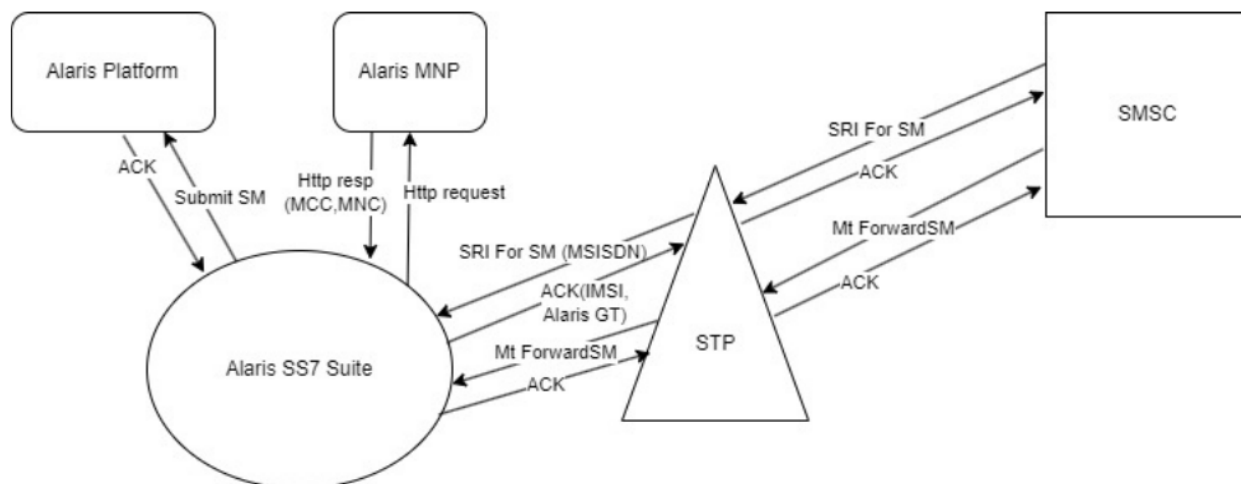 Alaris Platform
Alaris MNP
SMSC
ACK
Submit SM
Http resp
(MCC,MNC)
Http request
SRI For SM
ACK
Mt ForwardSM
ACK
SRI For SM (MSISDN)
ACK(IMSI,
Alaris GT)
Mt ForwardSM
ACK
STP
Alaris SS7 Suite